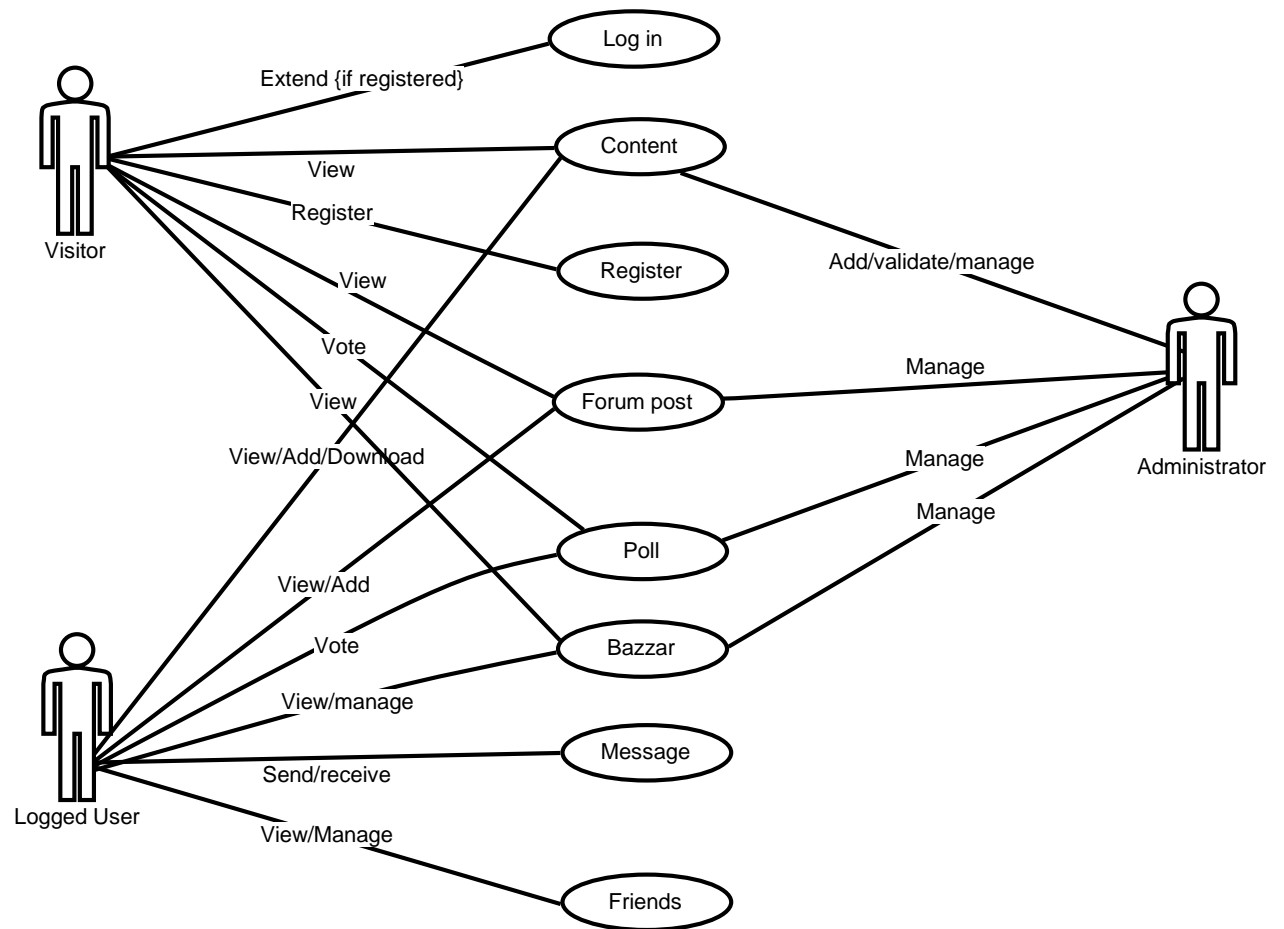 Log in
Extend {if registered}
Content
View
Register
Visitor
Register
Add/validate/manage
View
Vote
Manage
View
Forum post
View/Add/Download
Manage
Administrator
Manage
Poll
View/Add
Vote
Bazzar
View/manage
Message
Send/receive
Logged User
View/Manage
Friends